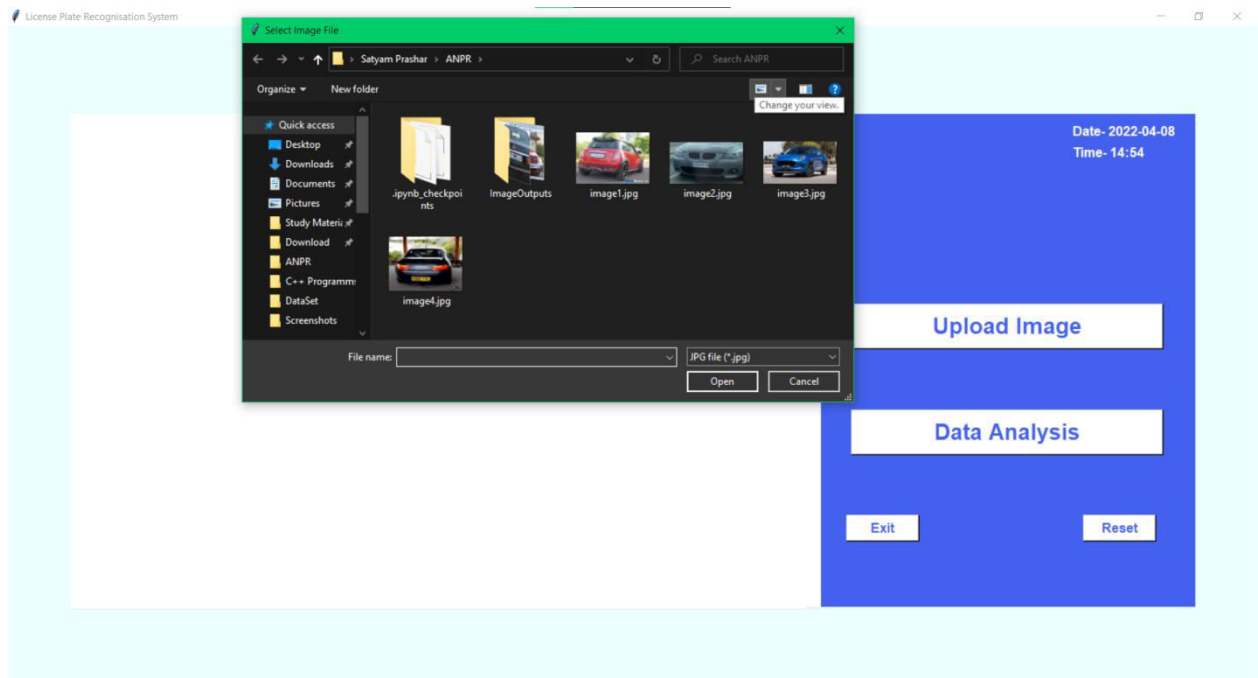 License Plate Recognisation System
Select Image File
Satyam Prashar > ANPR >
Search ANPR
Organize
New folder
Change your view.
Quick access
Desktop
Downloads
Documents
Pictures
Study Materi
Download
ANPR
C++ Programm
DataSet
Screenshots
.ipynb_checkpoi
nts
ImageOutputs
image1.jpg
image2.jpg
image3.jpg
image4.jpg
File name:
JPG file (*.jpg)
Open
Cancel
Date- 2022-04-08
Time- 14:54
Upload Image
Data Analysis
Exit
Reset